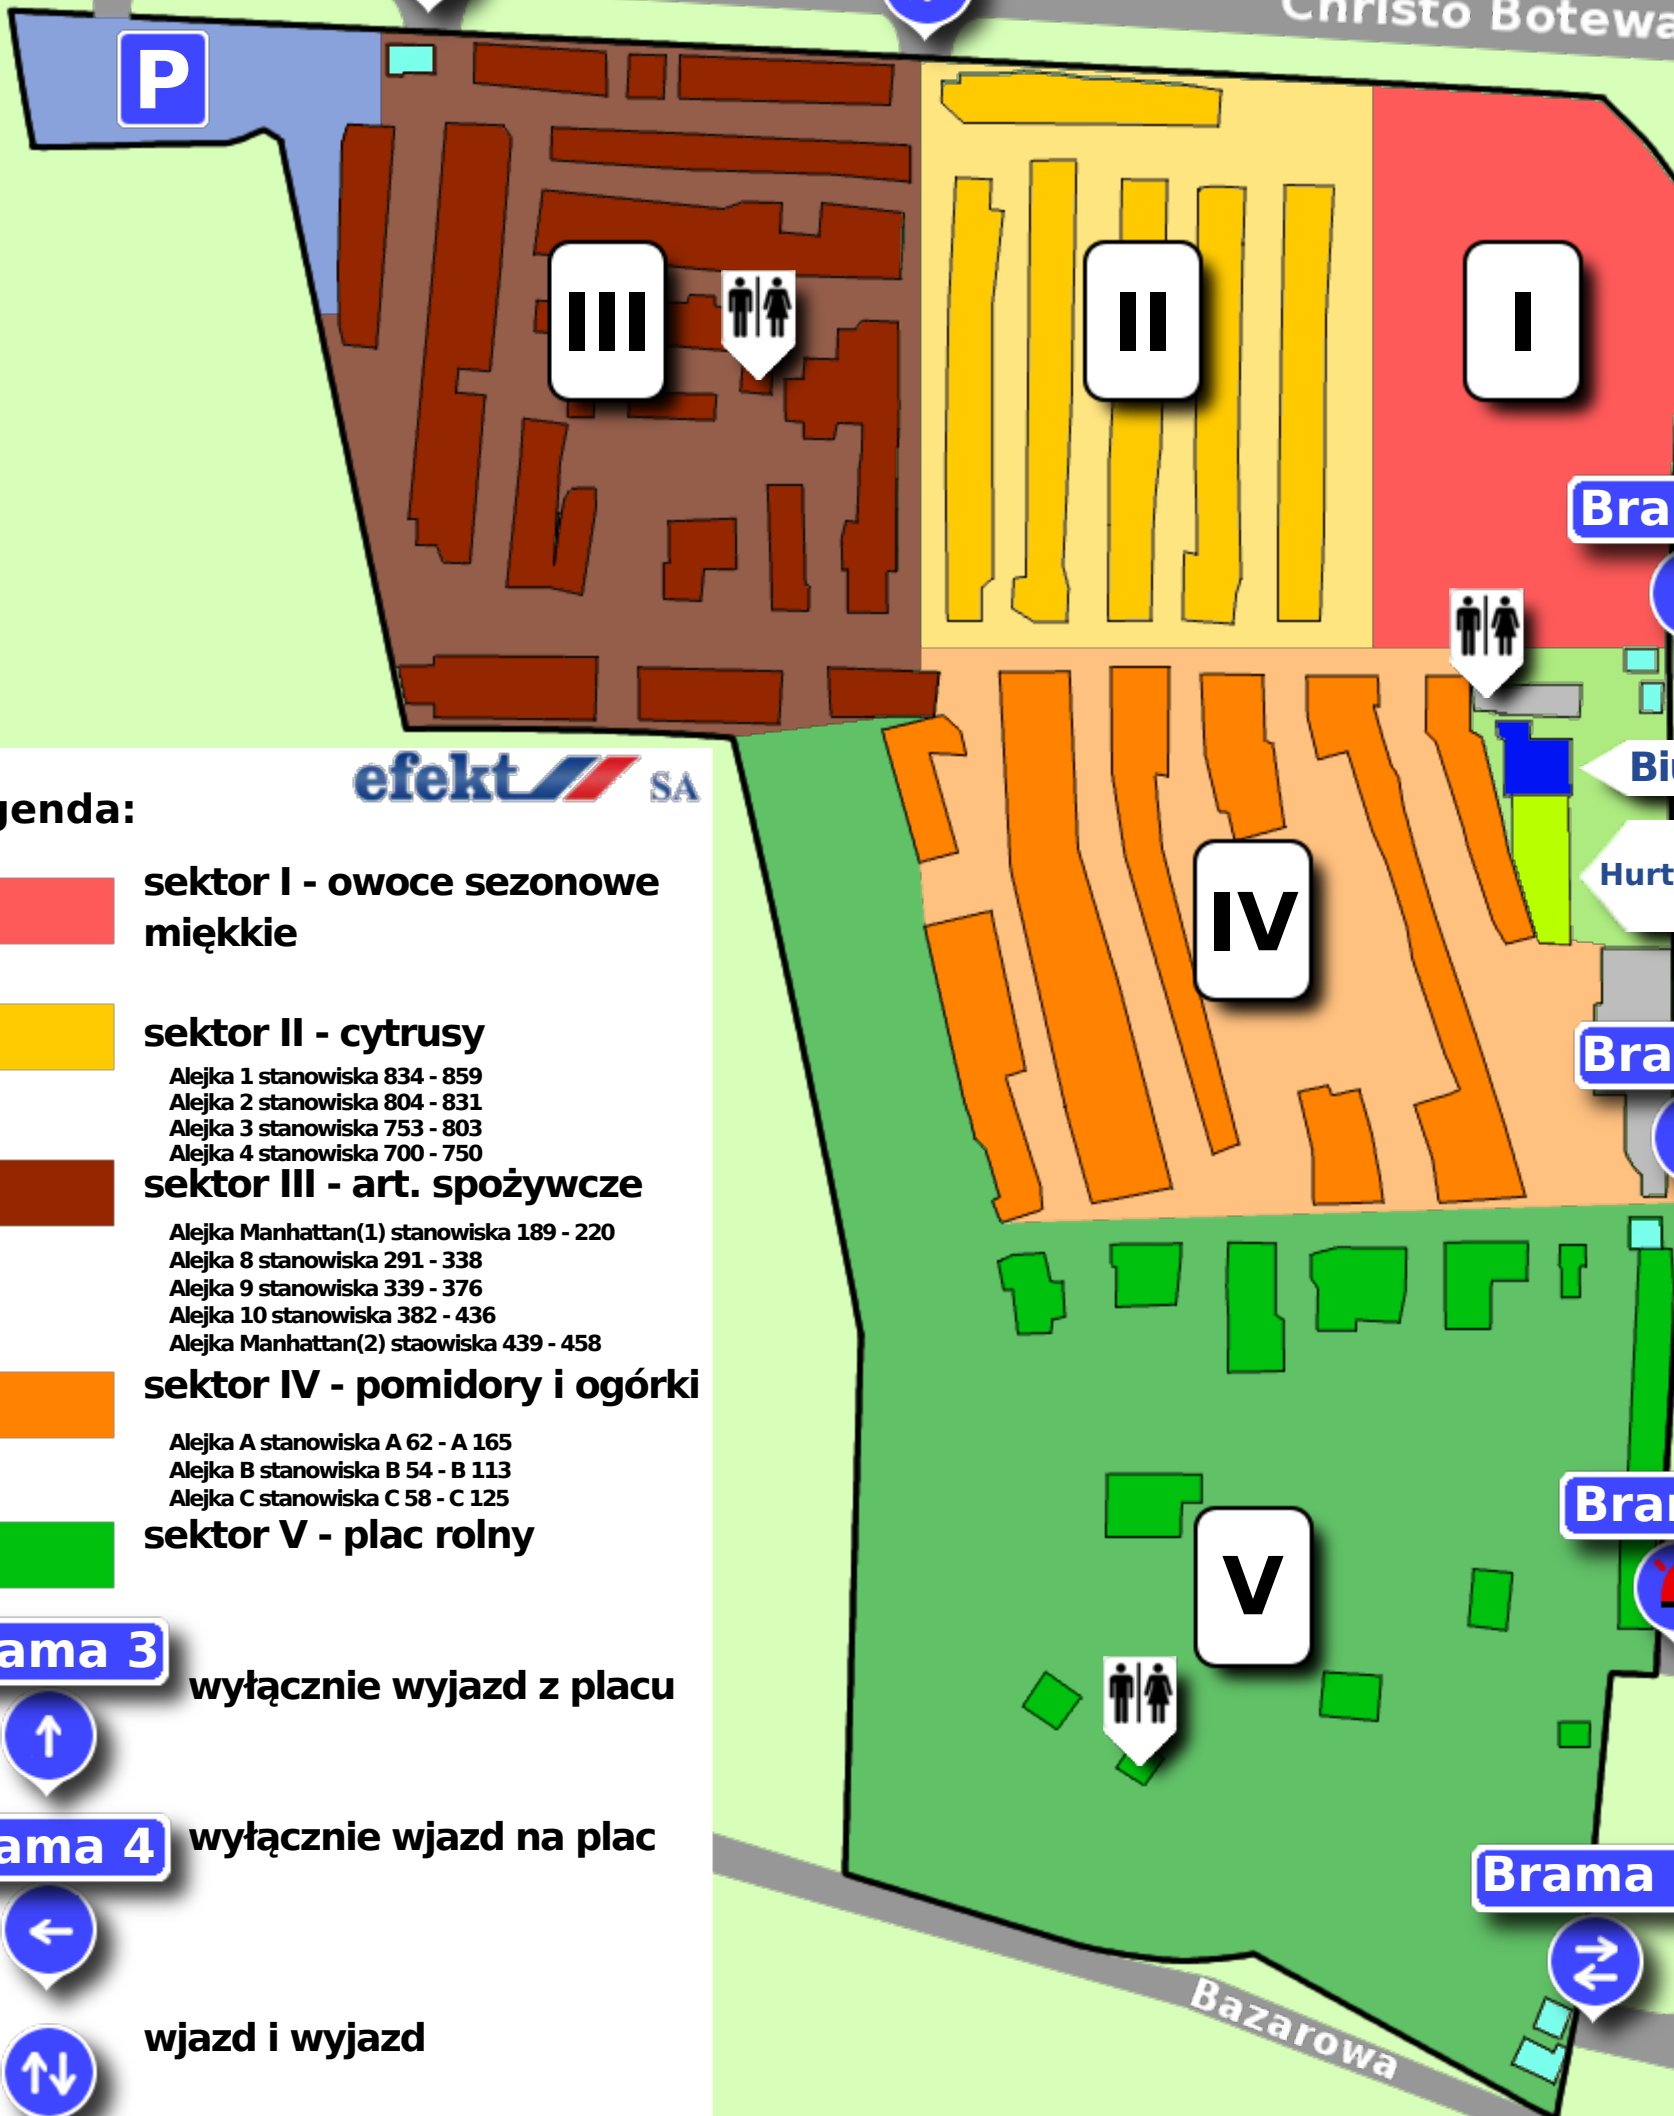 Christo Botewa
P
III
II
I
Bra
efekt SA
genda:
Biu
sektor I - owoce sezonowe
miękkie
Hurt
IV
sektor II - cytrusy
Alejka 1 stanowiska 834 - 859
Alejka 2 stanowiska 804 - 831
Alejka 3 stanowiska 753 - 803
Alejka 4 stanowiska 700 - 750
Bra
sektor III - art. spożywcze
Alejka Manhattan(1) stanowiska 189 - 220
Alejka 8 stanowiska 291 - 338
Alejka 9 stanowiska 339 - 376
Alejka 10 stanowiska 382 - 436
Alejka Manhattan(2) staowiska 439 - 458
sektor IV - pomidory i ogórki
Alejka A stanowiska A 62 - A 165
Alejka B stanowiska B 54 - B 113
Alejka C stanowiska C 58 - C 125
sektor V - plac rolny
Bram
V
ama 3
wyłącznie wyjazd z placu
ama 4
wyłącznie wjazd na plac
Brama
wjazd i wyjazd
Bazarowa